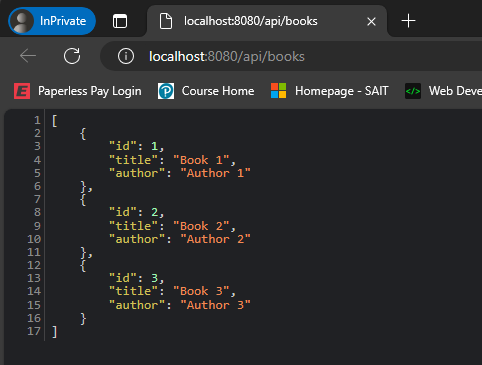 InPrivate
localhost:8080/api/books
localhost:8080/api/books
E Paperless Pay Login P Course Home Homepage - SAIT </> Web Deve
1 [
2     {
3         "id": 1,
4         "title": "Book 1",
5         "author": "Author 1"
6     },
7     {
8         "id": 2,
9         "title": "Book 2",
10         "author": "Author 2"
11     },
12     {
13         "id": 3,
14         "title": "Book 3",
15         "author": "Author 3"
16     }
17 ]